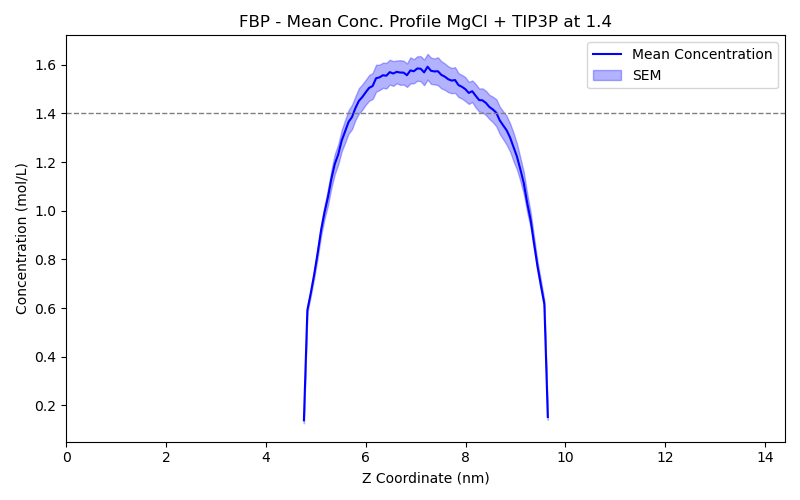 FBP - Mean Conc. Profile MgCl + TIP3P at 1.4
Mean Concentration
SEM
Concentration (mol/L)
1.6
1.4
1.2
1.0
0.8
0.6
0.4
0.2
0 2 4 6 8 10 12 14
Z Coordinate (nm)